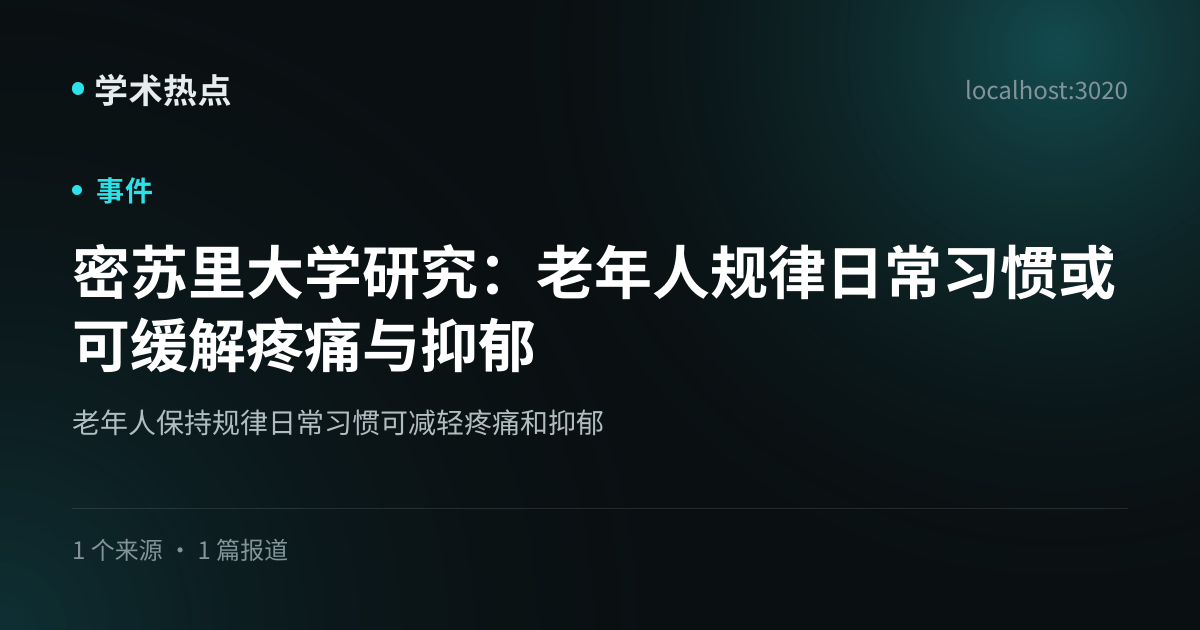 学术热点
localhost:3020
事件
密苏里大学研究：老年人规律日常习惯或
可缓解疼痛与抑郁
老年人保持规律日常习惯可减轻疼痛和抑郁
1 个来源 · 1 篇报道